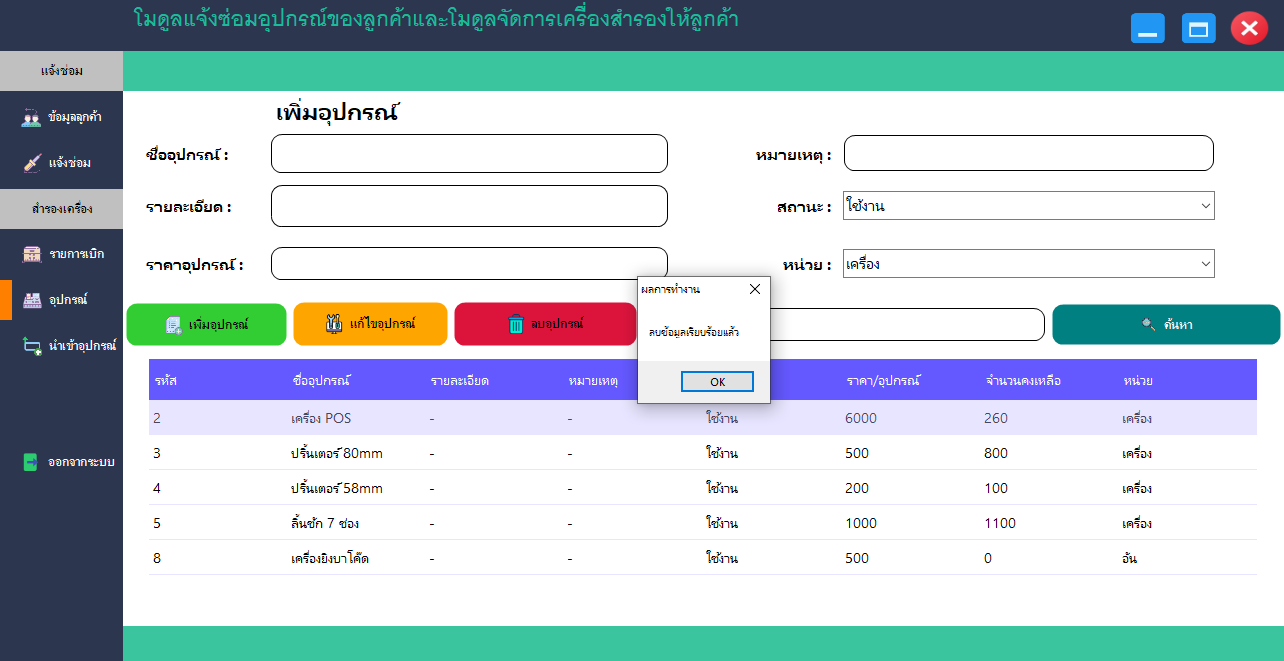 โมดูลแจ้งซ่อมอุปกรณ์ของลูกค้าและโมดูลจัดการเครื่องสำรองให้ลูกค้า
แจ้งซ่อม
ข้อมูลลูกค้า
แจ้งซ่อม
สำรองเครื่อง
รายการเบิก
อุปกรณ์
นำเข้าอุปกรณ์
ออกจากระบบ
เพิ่มอุปกรณ์
ชื่ออุปกรณ์ :
หมายเหตุ :
รายละเอียด :
สถานะ : ใช้งาน
ราคาอุปกรณ์ :
หน่วย : เครื่อง
เพิ่มอุปกรณ์ แก้ไขอุปกรณ์ ลบอุปกรณ์ ค้นหา
ผลการทำงาน
ลบข้อมูลเรียบร้อยแล้ว
OK
รหัส ชื่ออุปกรณ์ รายละเอียด หมายเหตุ ราคา/อุปกรณ์ จำนวนคงเหลือ หน่วย
2 เครื่อง POS - - ใช้งาน 6000 260 เครื่อง
3 ปริ้นเตอร์ 80mm - - ใช้งาน 500 800 เครื่อง
4 ปริ้นเตอร์ 58mm - - ใช้งาน 200 100 เครื่อง
5 ลิ้นชัก 7 ช่อง - - ใช้งาน 1000 1100 เครื่อง
8 เครื่องยิงบาโค๊ด - - ใช้งาน 500 0 อัน